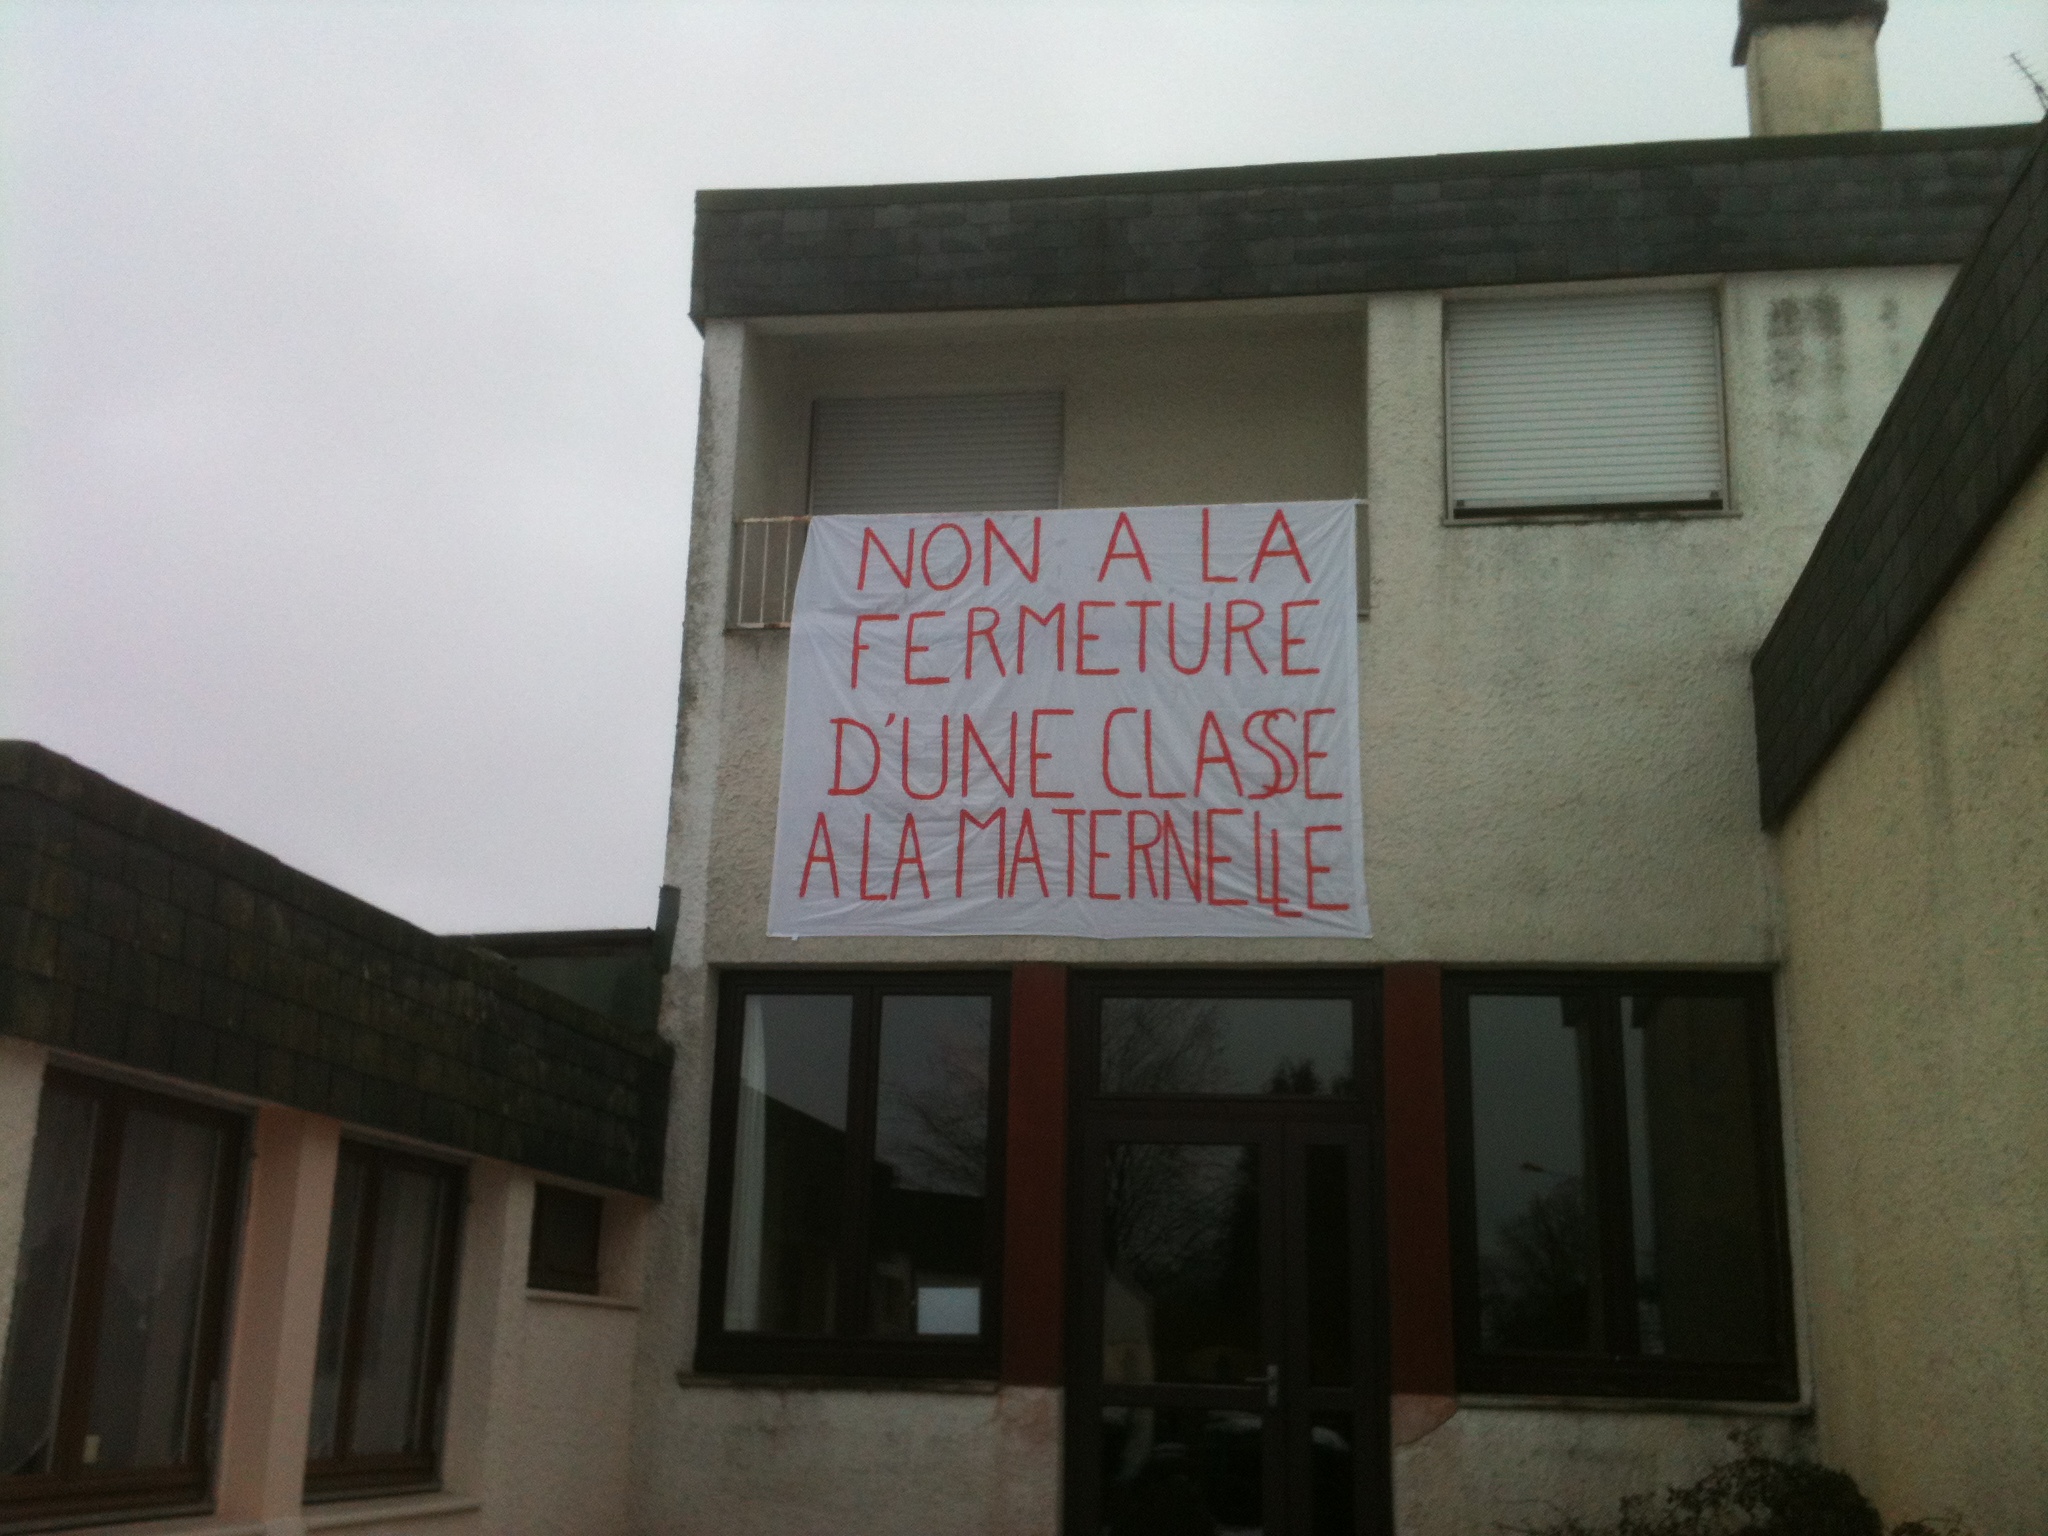 NON A LA
FERMETURE
D'UNE CLASSE
A LA MATERNELLE